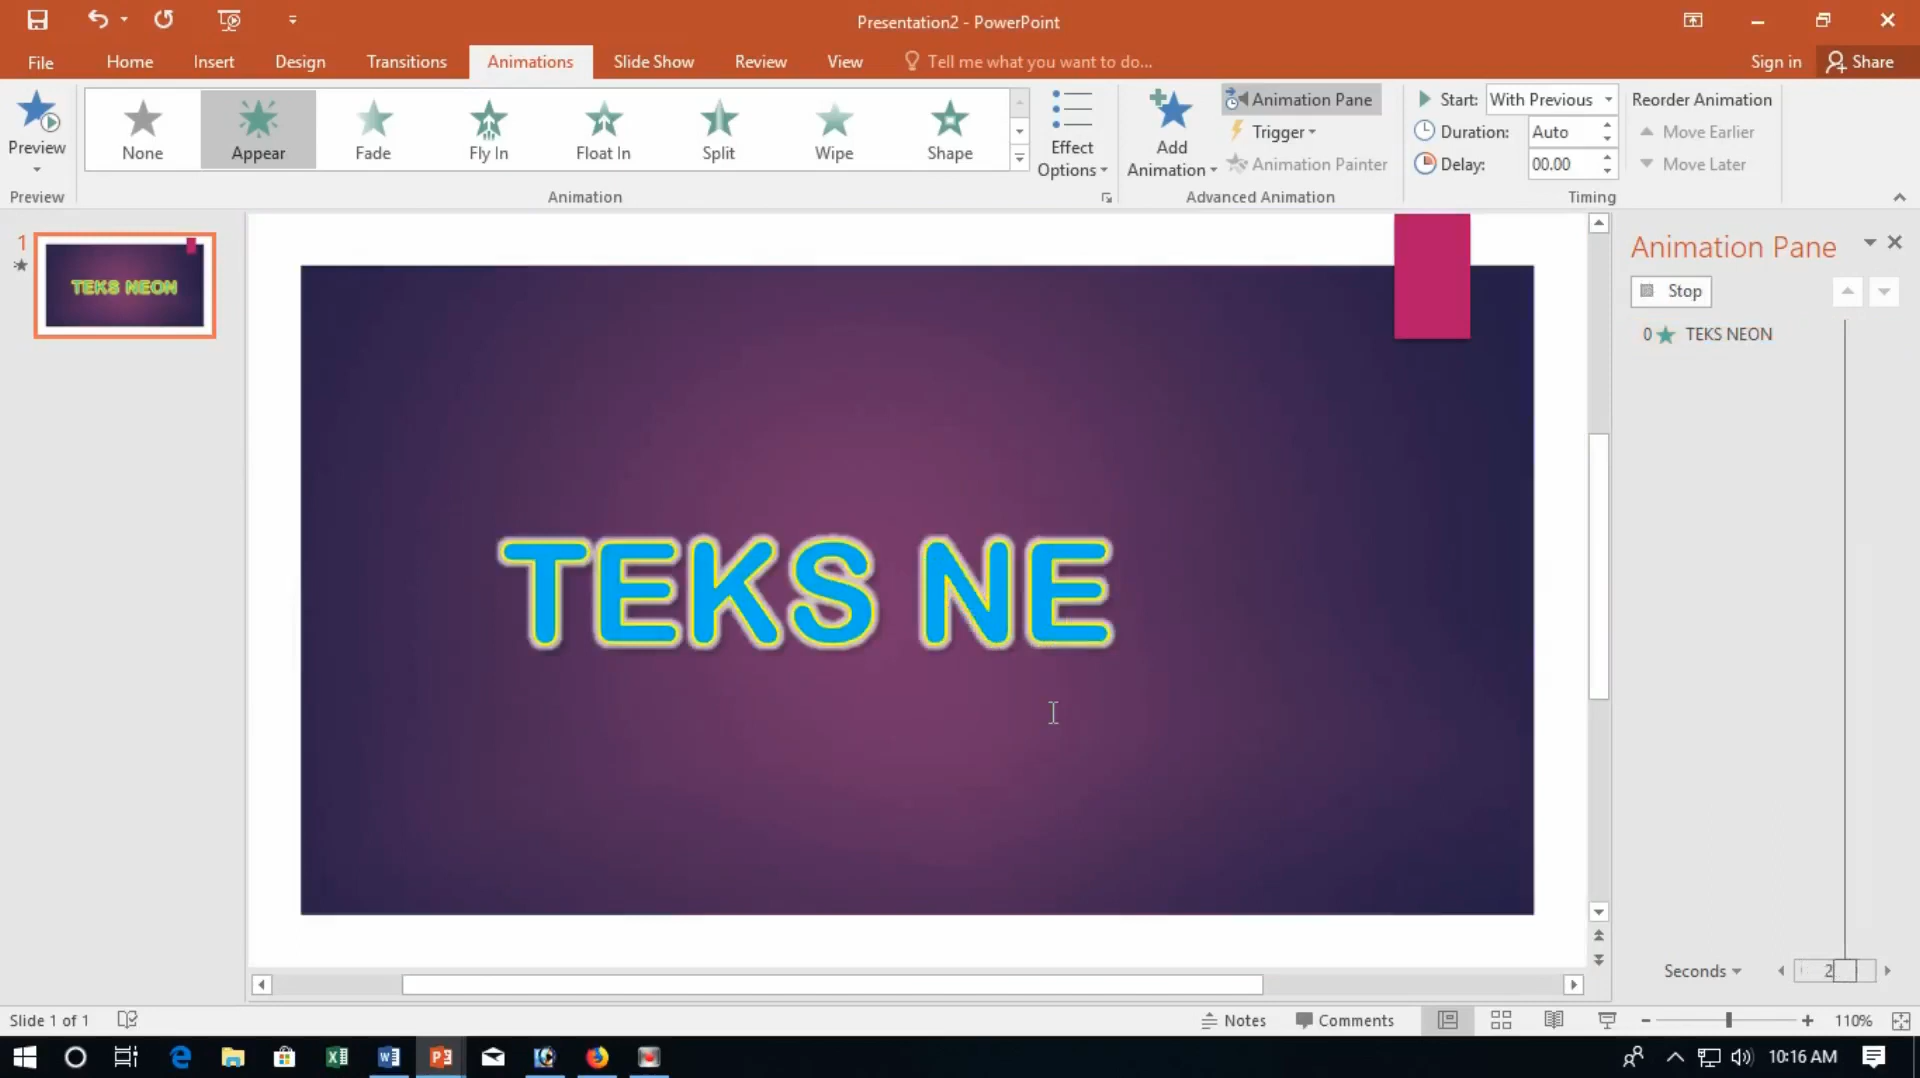 Presentation2 - PowerPoint
File Home Insert Design Transitions Animations Slide Show Review View Tell me what you want to do... Sign in Share
Preview
None Appear Fade Fly In Float In Split Wipe Shape
Effect Options
Add Animation
Animation Pane
Trigger
Animation Painter
Start: With Previous
Duration: Auto
Delay: 00.00
Reorder Animation
Move Earlier
Move Later
Preview Animation Advanced Animation Timing
1
TEKS NEON
TEKS NE
Animation Pane
Stop
0 TEKS NEON
Seconds 2
Slide 1 of 1 Notes Comments 110%
10:16 AM